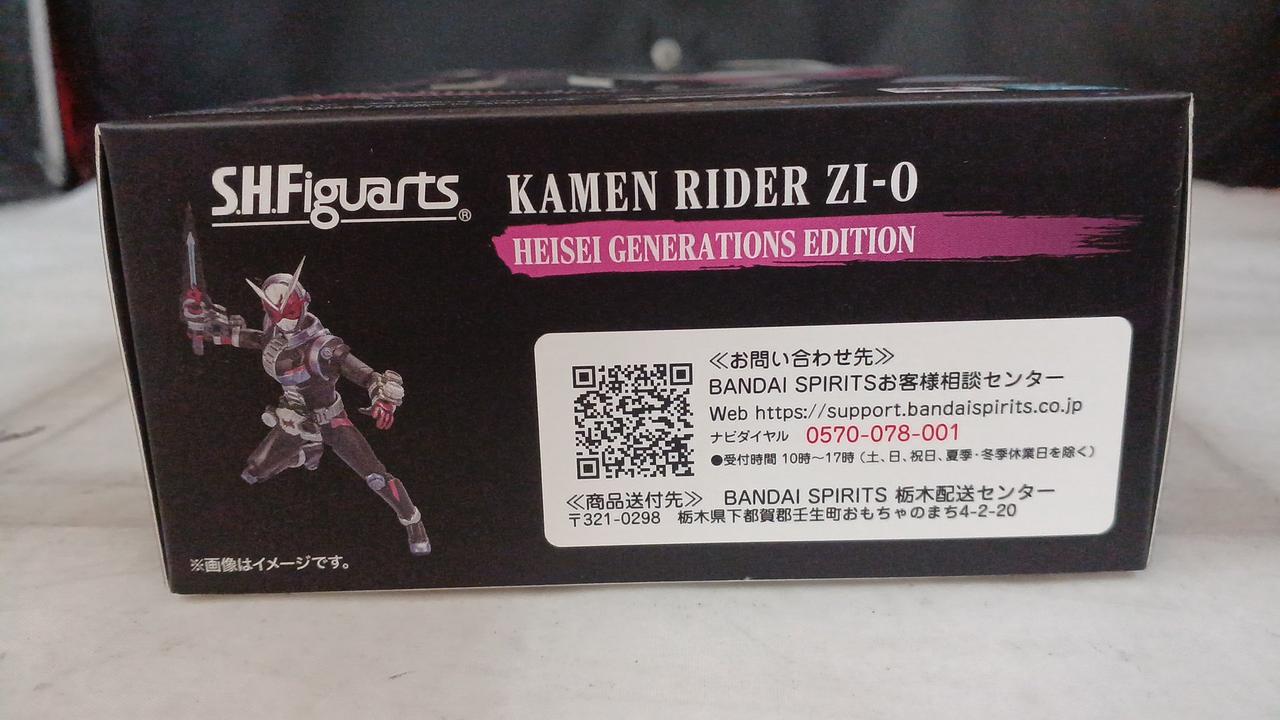 S.H.Figuarts®
KAMEN RIDER ZI-O
HEISEI GENERATIONS EDITION
≪お問い合わせ先≫
BANDAI SPIRITSお客様相談センター
Web https://support.bandaispirits.co.jp
ナビダイヤル 0570-078-001
●受付時間 10時〜17時（土、日、祝日、夏季・冬季休業日を除く）
≪商品送付先≫ BANDAI SPIRITS 栃木配送センター
〒321-0298 栃木県下都賀郡壬生町おもちゃのまち4-2-20
※画像はイメージです。